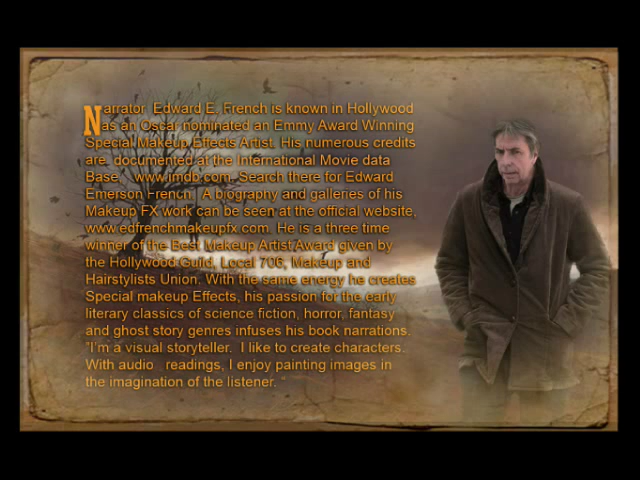 Narrator Edward E. French is known in Hollywood
as an Oscar nominated an Emmy Award Winning
Special Makeup Effects Artist. His numerous credits
are documented at the International Movie data
Base, www.imdb.com. Search there for Edward
Emerson French. A biography and galleries of his
Makeup FX work can be seen at the official website,
www.edfrenchmakeupfx.com. He is a three time
winner of the Best Makeup Artist Award given by
the Hollywood Guild, Local 706, Makeup and
Hairstylists Union. With the same energy he creates
Special makeup Effects, his passion for the early
literary classics of science fiction, horror, fantasy
and ghost story genres infuses his book narrations.
"I'm a visual storyteller. I like to create characters.
With audio readings, I enjoy painting images in
the imagination of the listener. "